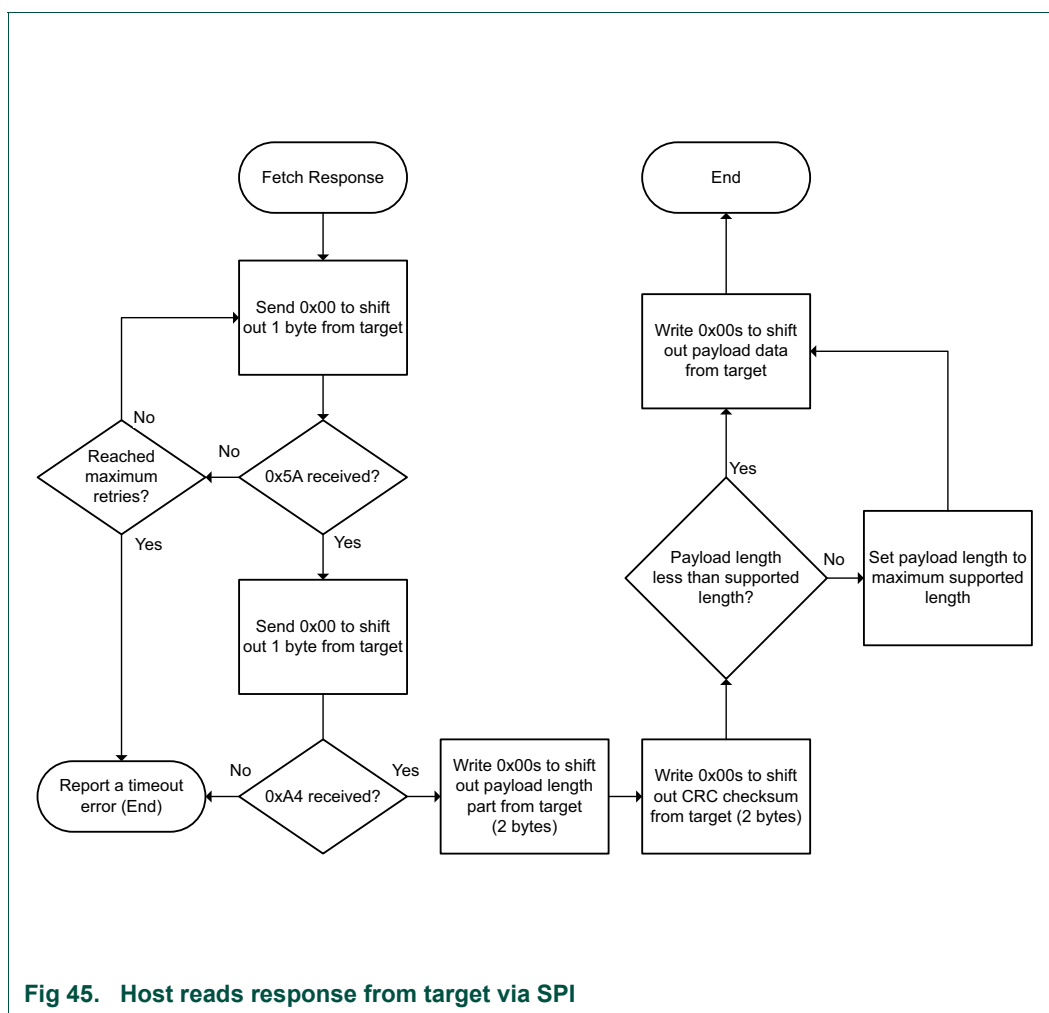 Fetch Response
Send 0x00 to shift
out 1 byte from target
No
Reached
maximum
retries?
No
0x5A received?
Yes
Yes
Send 0x00 to shift
out 1 byte from target
Report a timeout
error (End)
No
0xA4 received?
Yes
Write 0x00s to shift
out payload length
part from target
(2 bytes)
Write 0x00s to shift
out CRC checksum
from target (2 bytes)
Payload length
less than supported
length?
No
Set payload length to
maximum supported
length
Yes
Write 0x00s to shift
out payload data
from target
End
Fig 45. Host reads response from target via SPI